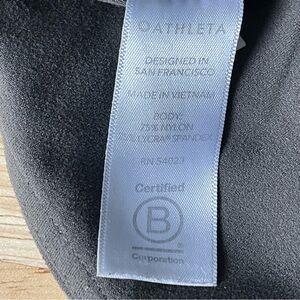 ATHLETA
DESIGNED IN
SAN FRANCISCO
MADE IN VIETNAM
BODY:
75% NYLON
25% LYCRA® SPANDEX
RN 54023
Certified
B
®
Corporation